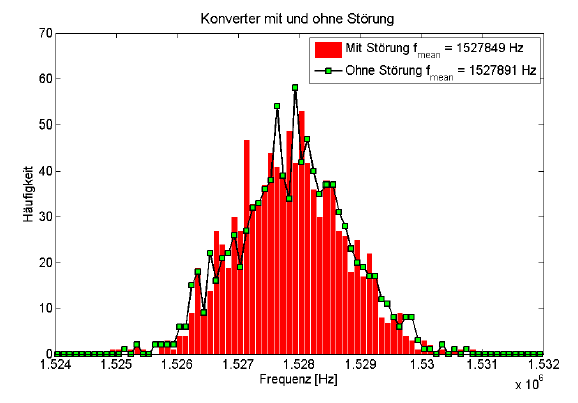 Konverter mit und ohne Störung
Mit Störung f_mean = 1527849 Hz
Ohne Störung f_mean = 1527891 Hz
Häufigkeit
70
60
50
40
30
20
10
0
1.524 1.525 1.526 1.527 1.528 1.529 1.53 1.531 1.532
Frequenz [Hz]
x 10^6